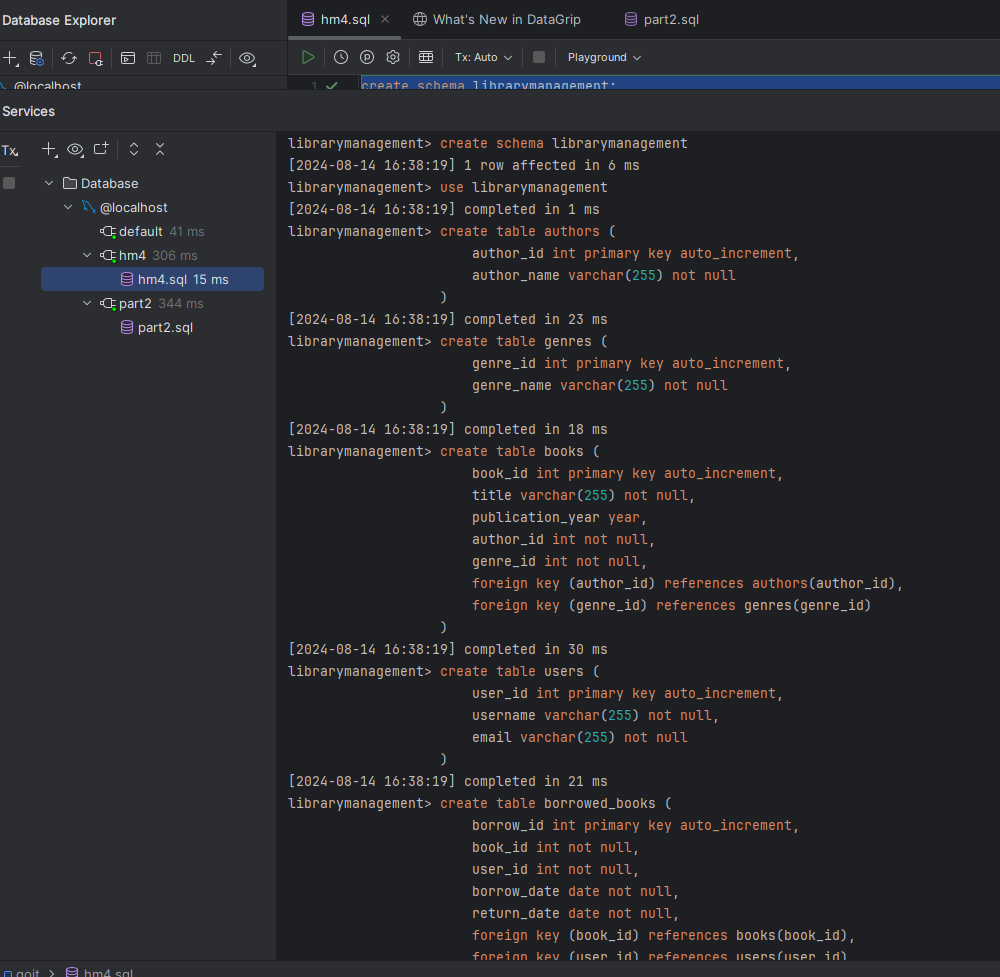 Database Explorer
hm4.sql
What's New in DataGrip
part2.sql
DDL
Tx: Auto
Playground
@localhost
1
create schema librarymanagement;
Services
Tx
Database
@localhost
default 41 ms
hm4 306 ms
hm4.sql 15 ms
part2 344 ms
part2.sql
librarymanagement> create schema librarymanagement
[2024-08-14 16:38:19] 1 row affected in 6 ms
librarymanagement> use librarymanagement
[2024-08-14 16:38:19] completed in 1 ms
librarymanagement> create table authors (
author_id int primary key auto_increment,
author_name varchar(255) not null
)
[2024-08-14 16:38:19] completed in 23 ms
librarymanagement> create table genres (
genre_id int primary key auto_increment,
genre_name varchar(255) not null
)
[2024-08-14 16:38:19] completed in 18 ms
librarymanagement> create table books (
book_id int primary key auto_increment,
title varchar(255) not null,
publication_year year,
author_id int not null,
genre_id int not null,
foreign key (author_id) references authors(author_id),
foreign key (genre_id) references genres(genre_id)
)
[2024-08-14 16:38:19] completed in 30 ms
librarymanagement> create table users (
user_id int primary key auto_increment,
username varchar(255) not null,
email varchar(255) not null
)
[2024-08-14 16:38:19] completed in 21 ms
librarymanagement> create table borrowed_books (
borrow_id int primary key auto_increment,
book_id int not null,
user_id int not null,
borrow_date date not null,
return_date date not null,
foreign key (book_id) references books(book_id),
foreign key (user_id) references users(user_id)
goit > hm4.sql